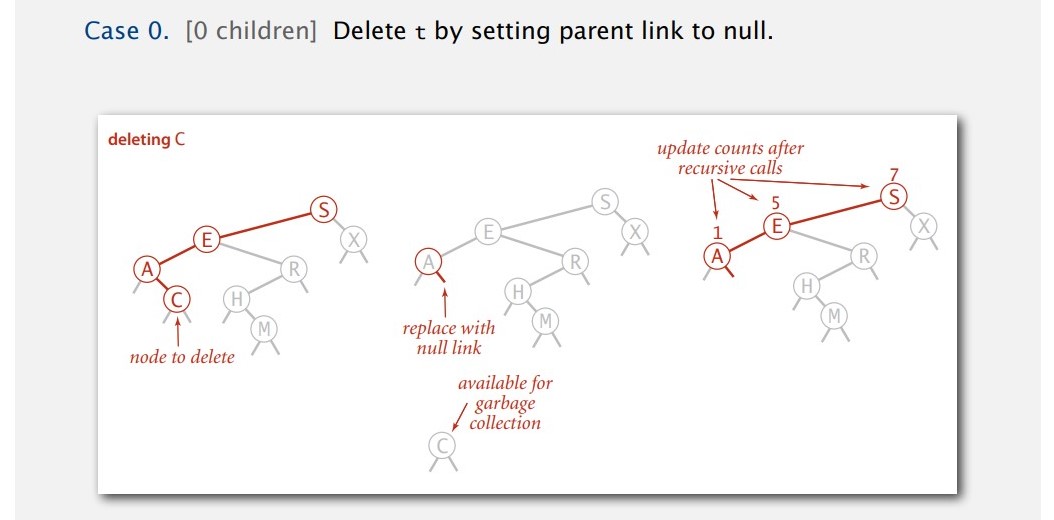 Case 0. [0 children] Delete t by setting parent link to null.
deleting C
S
E
X
A
R
C
H
M
node to delete
S
E
X
A
R
H
M
replace with
null link
available for
garbage
collection
C
update counts after
recursive calls
7
S
5
E
X
1
A
R
H
M